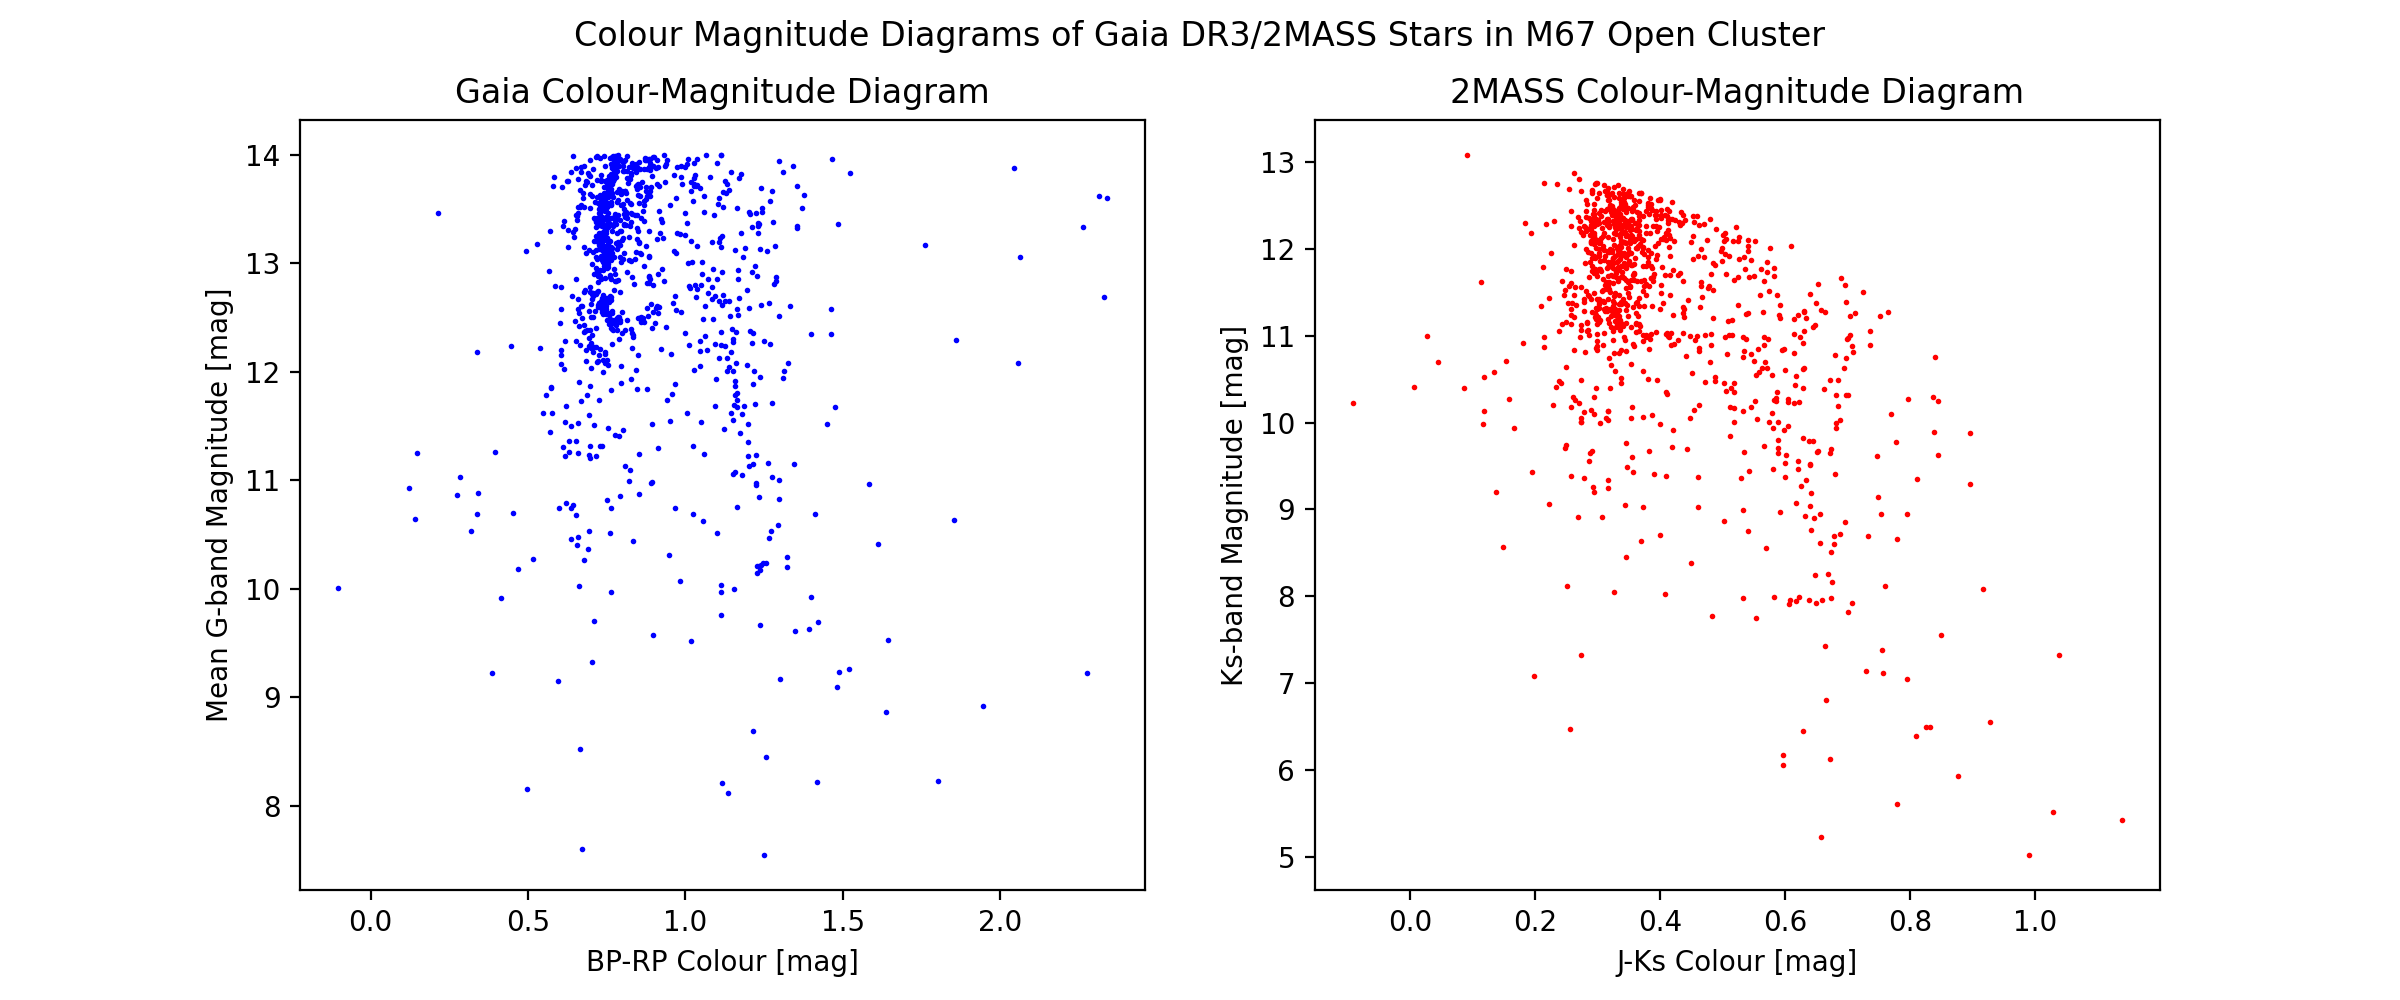 Colour Magnitude Diagrams of Gaia DR3/2MASS Stars in M67 Open Cluster
Gaia Colour-Magnitude Diagram
14
13
12
11
10
9
8
Mean G-band Magnitude [mag]
0.0 0.5 1.0 1.5 2.0
BP-RP Colour [mag]
2MASS Colour-Magnitude Diagram
13
12
11
10
9
8
7
6
5
Ks-band Magnitude [mag]
0.0 0.2 0.4 0.6 0.8 1.0
J-Ks Colour [mag]